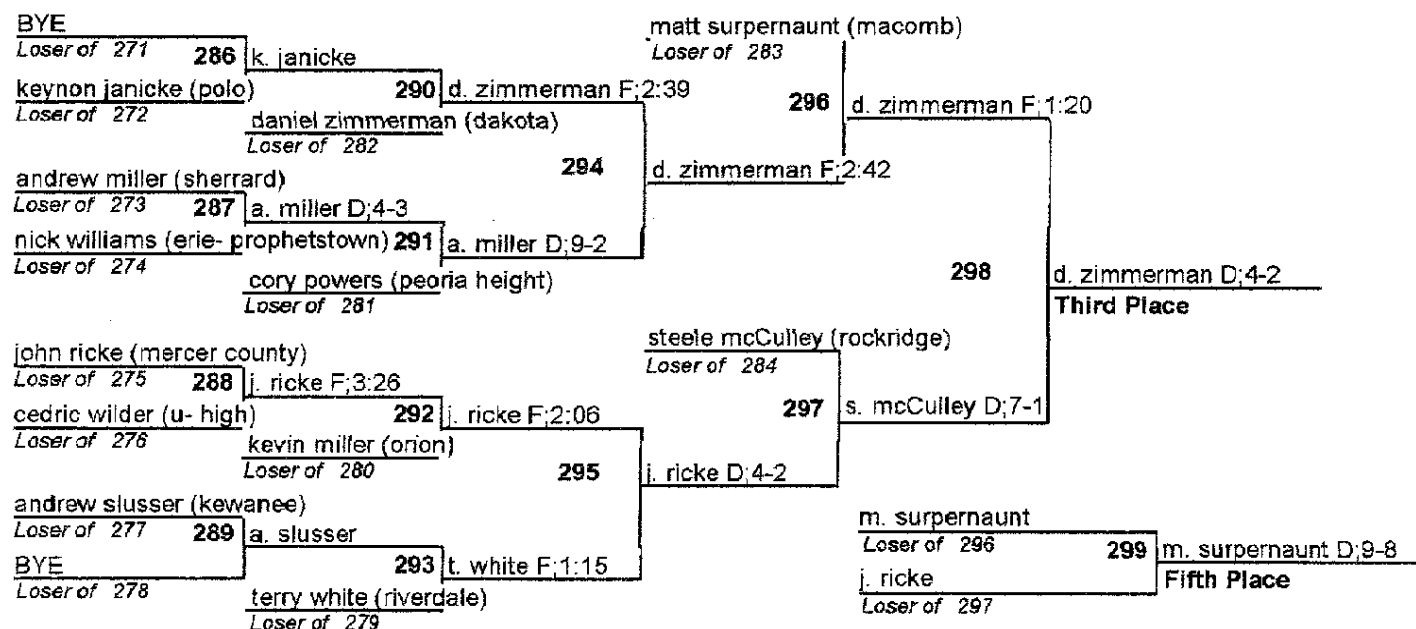 BYE
Loser of 271
286
k. janicke
keynon janicke (polo)
Loser of 272
290
d. zimmerman F;2:39
daniel zimmerman (dakota)
Loser of 282
andrew miller (sherrard)
Loser of 273
287
a. miller D;4-3
nick williams (erie- prophetstown)
Loser of 274
291
a. miller D;9-2
cory powers (peoria height)
Loser of 281
294
d. zimmerman F;2:42
matt surpernaunt (macomb)
Loser of 283
296
d. zimmerman F;1:20
john ricke (mercer county)
Loser of 275
288
j. ricke F;3:26
cedric wilder (u- high)
Loser of 276
292
j. ricke F;2:06
kevin miller (orion)
Loser of 280
andrew slusser (kewanee)
Loser of 277
289
a. slusser
BYE
Loser of 278
293
t. white F;1:15
terry white (riverdale)
Loser of 279
295
j. ricke D;4-2
steele mcCulley (rockridge)
Loser of 284
297
s. mcCulley D;7-1
298
d. zimmerman D;4-2
Third Place
m. surpernaunt
Loser of 296
299
m. surpernaunt D;9-8
j. ricke
Loser of 297
Fifth Place